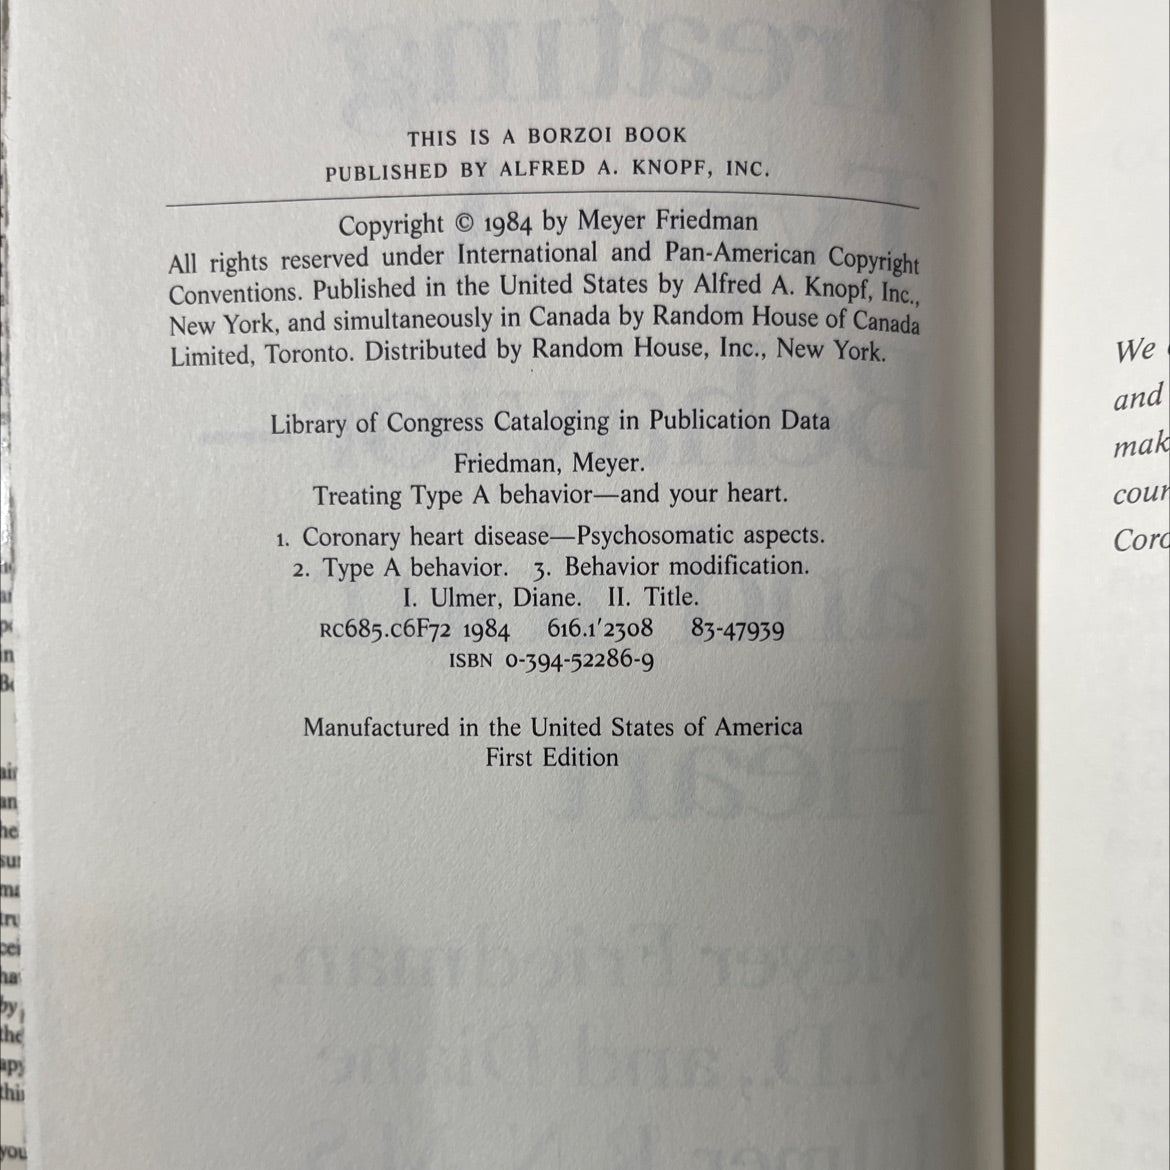 THIS IS A BORZOI BOOK
PUBLISHED BY ALFRED A. KNOPF, INC.
Copyright © 1984 by Meyer Friedman
All rights reserved under International and Pan-American Copyright
Conventions. Published in the United States by Alfred A. Knopf, Inc.,
New York, and simultaneously in Canada by Random House of Canada
Limited, Toronto. Distributed by Random House, Inc., New York.
Library of Congress Cataloging in Publication Data
Friedman, Meyer.
Treating Type A behavior—and your heart.
1. Coronary heart disease—Psychosomatic aspects.
2. Type A behavior. 3. Behavior modification.
I. Ulmer, Diane. II. Title.
RC685.C6F72 1984 616.1'2308 83-47939
ISBN 0-394-52286-9
Manufactured in the United States of America
First Edition
We
and